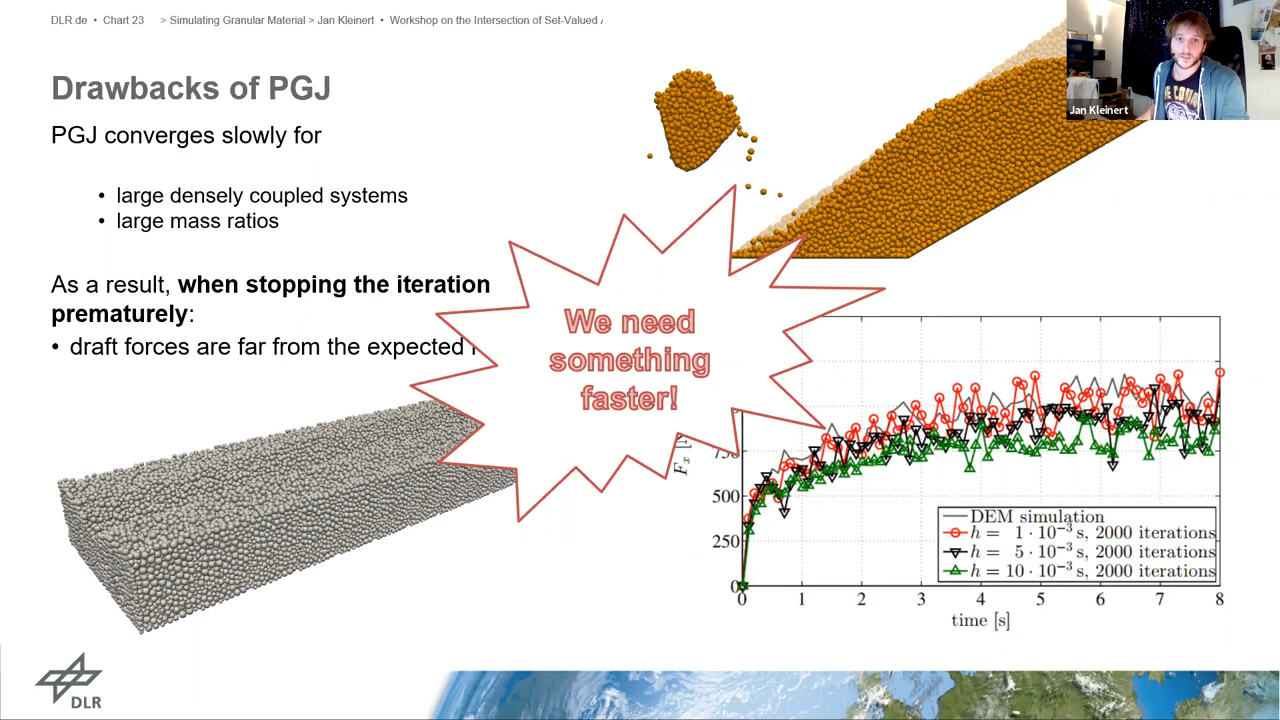 DLR.de • Chart 23 > Simulating Granular Material > Jan Kleinert • Workshop on the Intersection of Set-Valued
Jan Kleinert
Drawbacks of PGJ
PGJ converges slowly for
• large densely coupled systems
• large mass ratios
As a result, when stopping the iteration
prematurely:
• draft forces are far from the expected
We need
something
faster!
500
250
0
0 1 2 3 4 5 6 7 8
time [s]
DEM simulation
h = 1 · 10⁻³ s, 2000 iterations
h = 5 · 10⁻³ s, 2000 iterations
h = 10 · 10⁻³ s, 2000 iterations
DLR